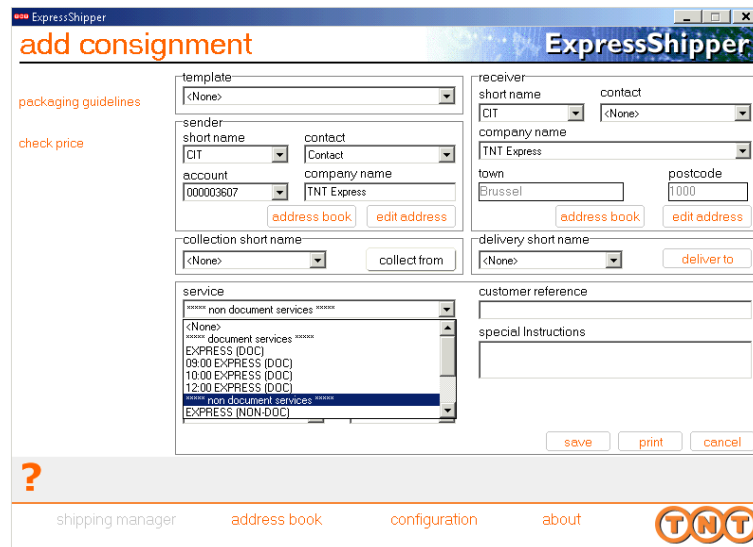 ExpressShipper
add consignment
ExpressShipper
packaging guidelines
check price
template
<None>
sender
short name contact
CIT Contact
account company name
000003607 TNT Express
address book edit address
receiver
short name contact
CIT <None>
company name
TNT Express
town postcode
Brussel 1000
address book edit address
collection short name
<None> collect from
delivery short name
<None> deliver to
service
***** non document services *****
<None>
***** document services *****
EXPRESS (DOC)
09:00 EXPRESS (DOC)
10:00 EXPRESS (DOC)
12:00 EXPRESS (DOC)
***** non document services *****
EXPRESS (NON-DOC)
customer reference
special Instructions
save print cancel
?
shipping manager address book configuration about
TNT